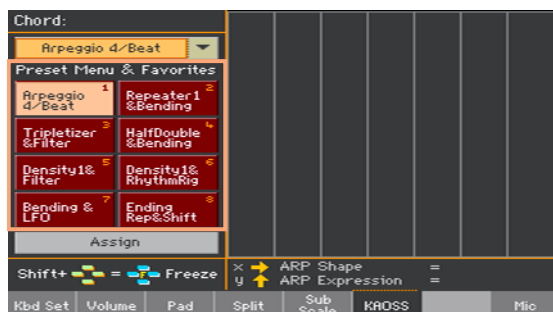 Chord:
Arpeggio 4/Beat
Preset Menu & Favorites
Arpeggio 4/Beat 1
Repeater1 &Bending 2
Tripletizer &Filter 3
HalfDouble &Bending 4
Density1& Filter 5
Density1& RhythmRig 6
Bending & LFO 7
Ending Rep&Shift 8
Assign
Shift+ = Freeze
x ARP Shape =
y ARP Expression =
Kbd Set Volume Pad Split Sub Scale KAOSS Mic